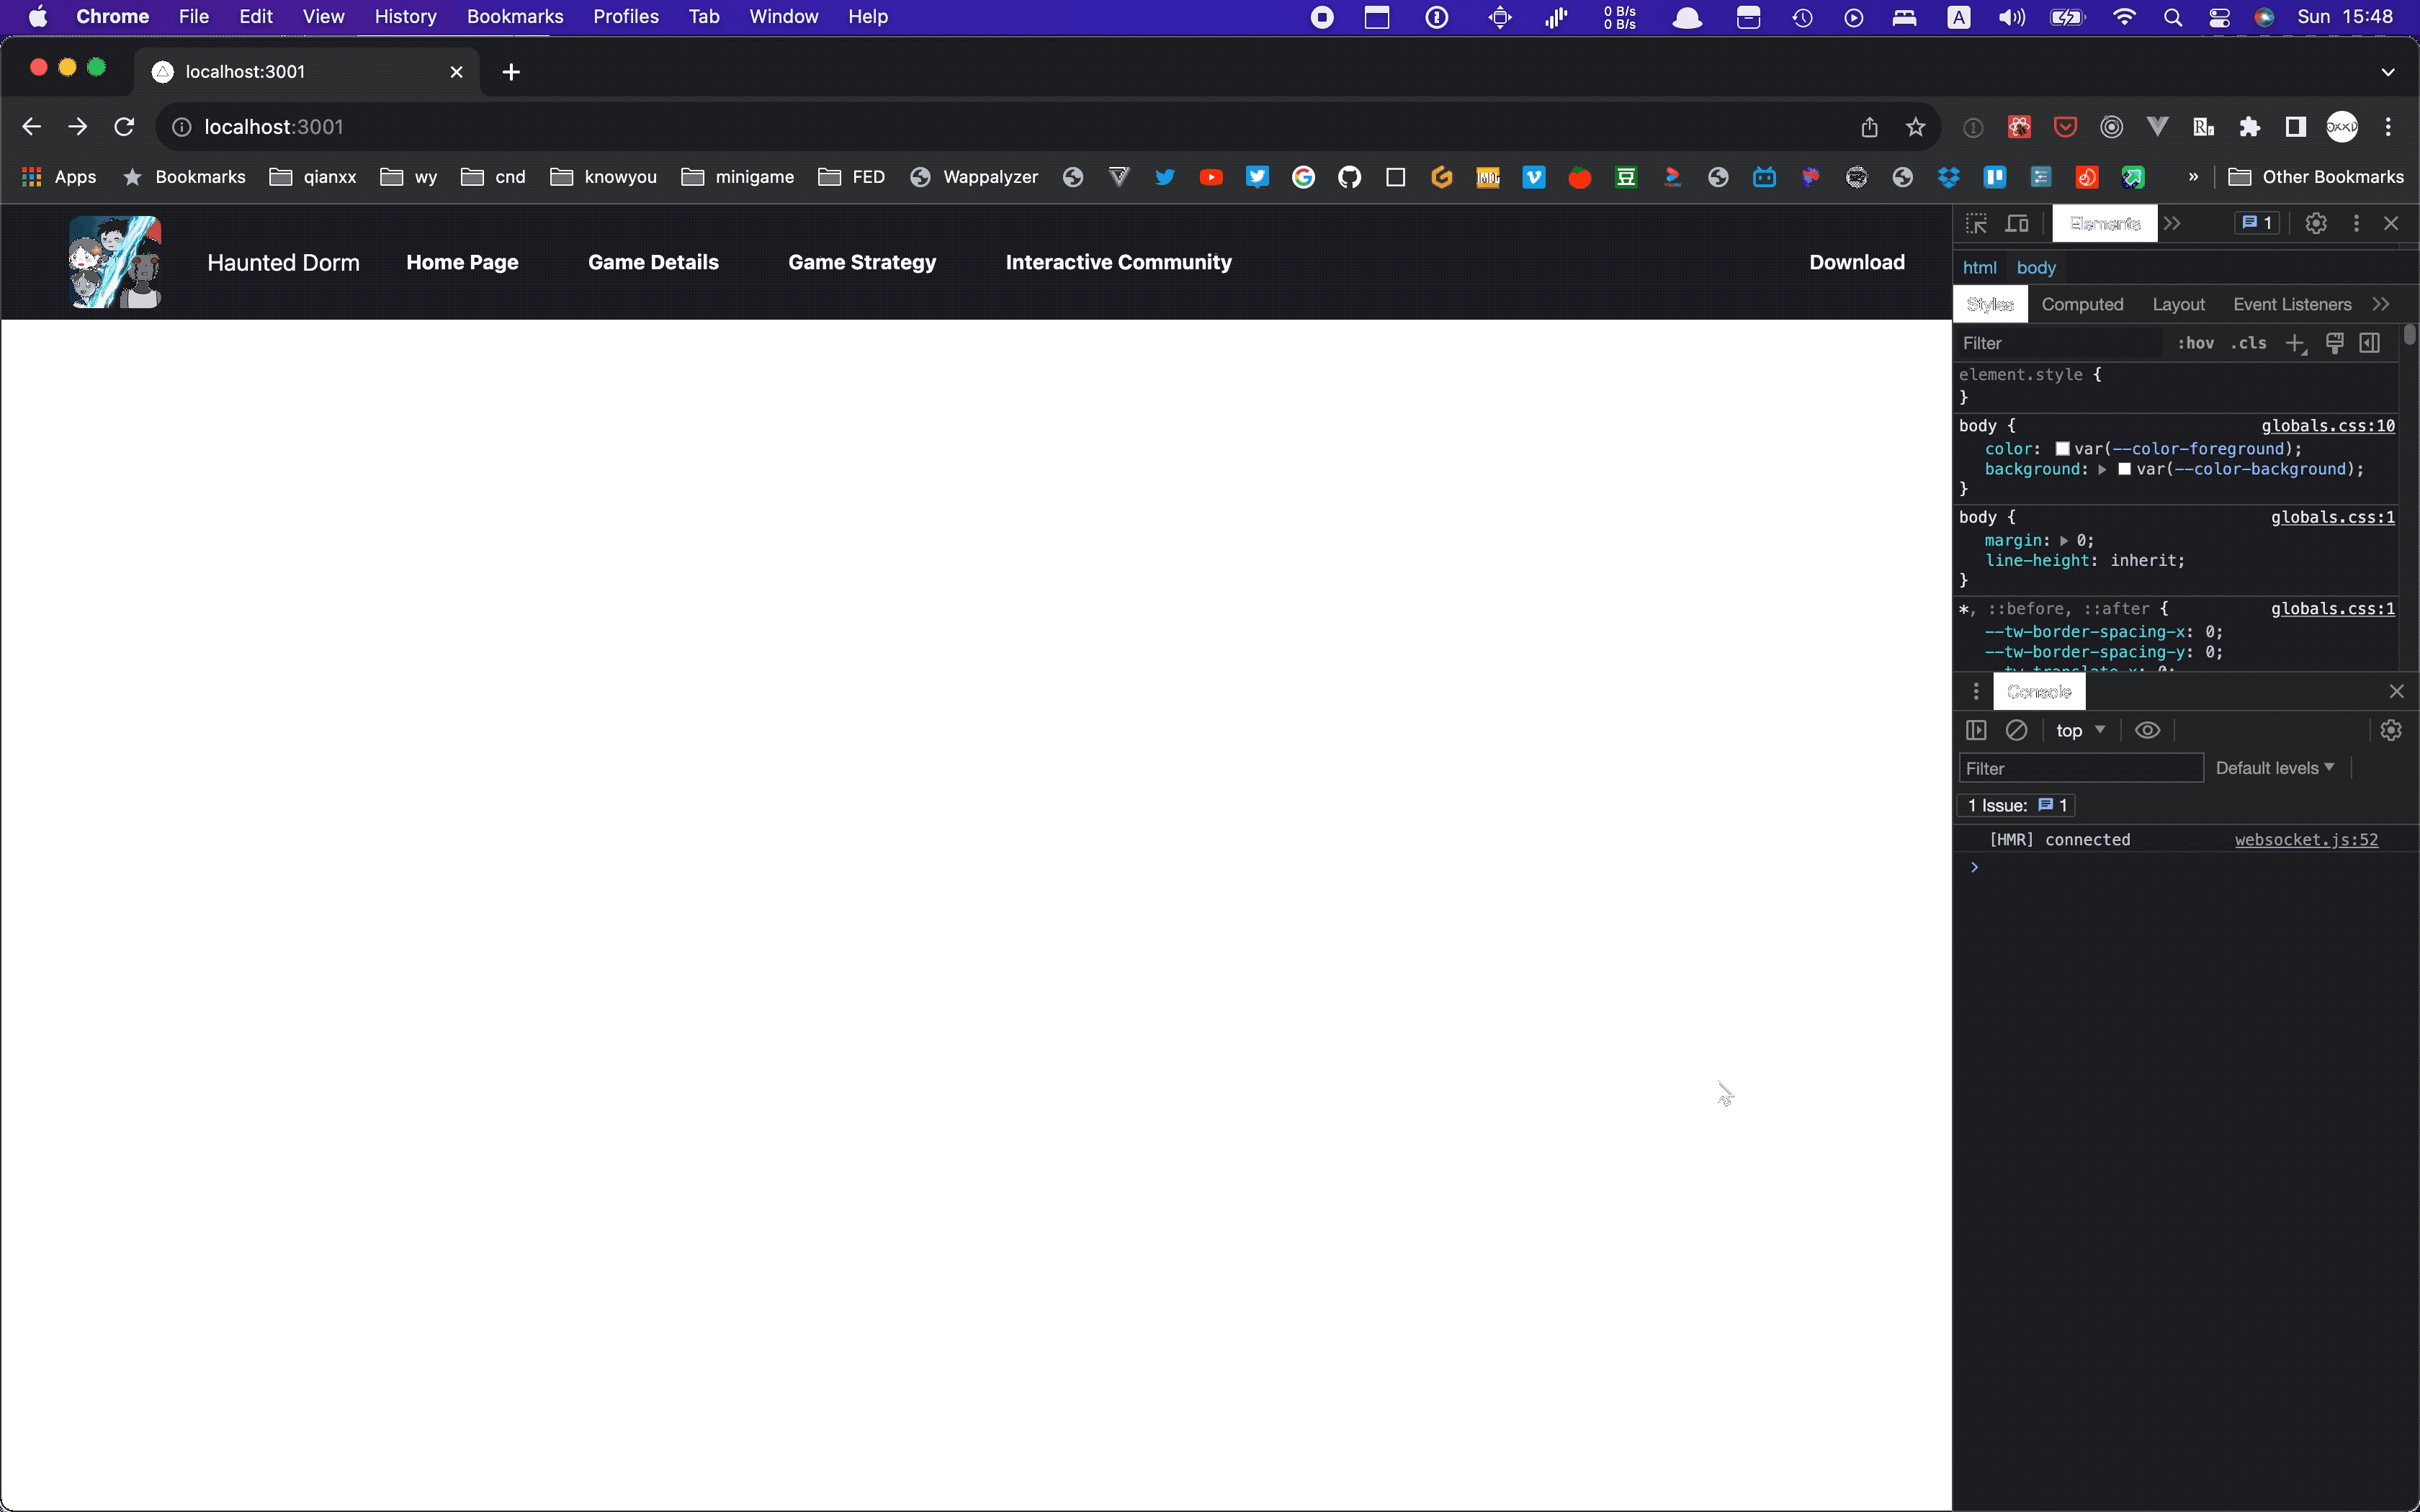 Chrome File Edit View History Bookmarks Profiles Tab Window Help 0 B/s 0 B/s A Sun 15:48
localhost:3001
localhost:3001
Apps Bookmarks qianxx wy cnd knowyou minigame FED Wappalyzer » Other Bookmarks
Haunted Dorm Home Page Game Details Game Strategy Interactive Community Download
Elements 1
html body
Styles Computed Layout Event Listeners
Filter :hov .cls
element.style {
}
body { globals.css:10
color: var(--color-foreground);
background: var(--color-background);
}
body { globals.css:1
margin: 0;
line-height: inherit;
}
*, ::before, ::after { globals.css:1
--tw-border-spacing-x: 0;
--tw-border-spacing-y: 0;
--tw-translate-x: 0;
Console
top
Filter Default levels
1 Issue: 1
[HMR] connected websocket.js:52